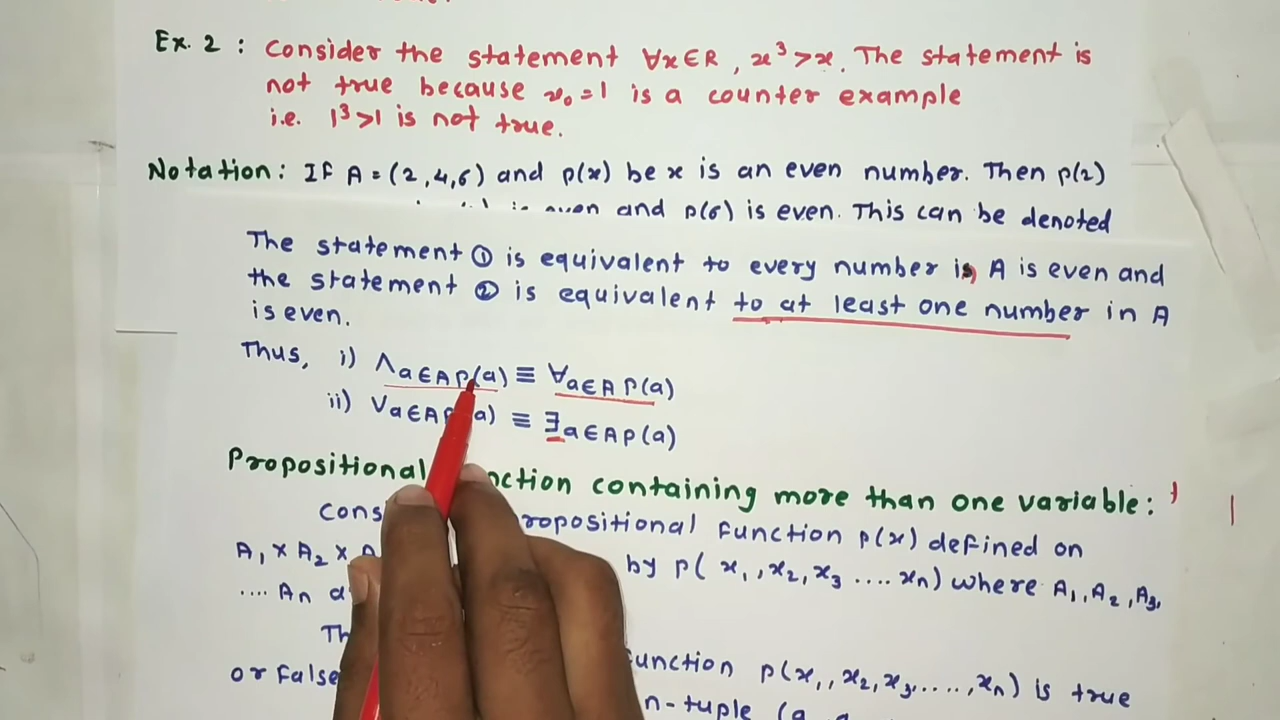 Ex. 2 : Consider the statement ∀x∈R, x³>x. The statement is
not true because x₀=1 is a counter example
i.e. 1³>1 is not true.
Notation: If A = (2,4,6) and p(x) be x is an even number. Then p(2)
is even and p(6) is even. This can be denoted
The statement ① is equivalent to every number is A is even and
the statement ② is equivalent to at least one number in A
is even.
Thus, i) ∧a∈A P(a) ≡ ∀a∈A P(a)
ii) ∨a∈A P(a) ≡ ∃a∈A P(a)
Propositional function containing more than one variable:
propositional function p(x) defined on
A₁ × A₂ × by p(x₁, x₂, x₃ .... xₙ) where A₁, A₂, A₃,
.... Aₙ
function p(x₁, x₂, x₃, ...., xₙ) is true
or False n-tuple